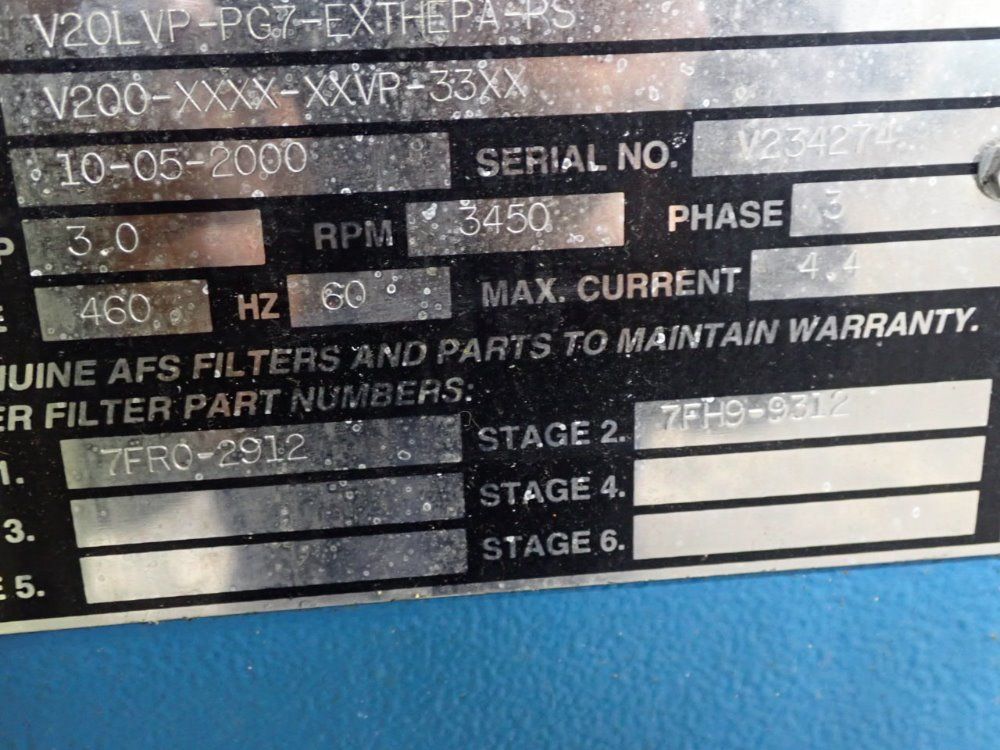 V20LVP-PG7-EXTHEPA-PS
V200-XXXX-XXVP-33XX
10-05-2000 SERIAL NO. V234274
P 3.0 RPM 3450 PHASE 3
E 460 HZ 60 MAX. CURRENT 4.4
NUINE AFS FILTERS AND PARTS TO MAINTAIN WARRANTY.
ER FILTER PART NUMBERS:
1. 7FR0-2912 STAGE 2. 7FH9-9312
3. STAGE 4.
E 5. STAGE 6.